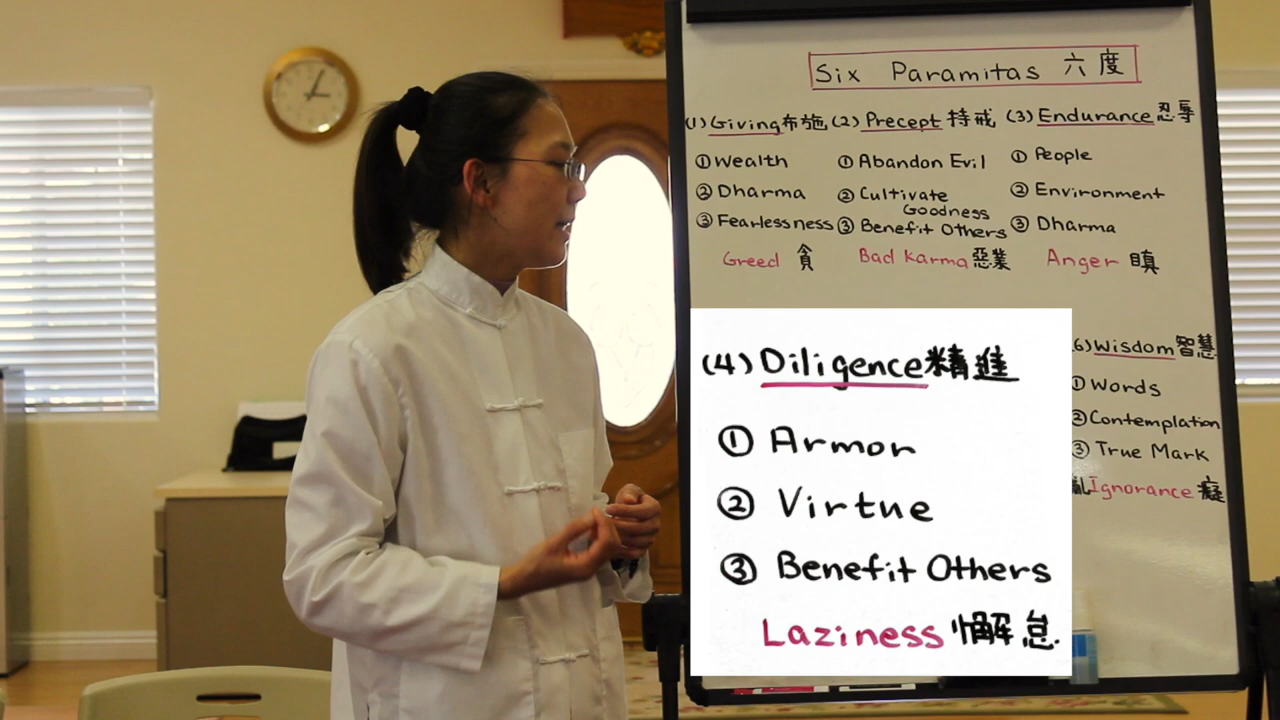 Six Paramitas 六度
(1) Giving 布施
① Wealth
② Dharma
③ Fearlessness
Greed 貪
(2) Precept 持戒
① Abandon Evil
② Cultivate
Goodness
③ Benefit Others
Bad Karma 惡業
(3) Endurance 忍辱
① People
② Environment
③ Dharma
Anger 瞋
(4) Diligence 精進
① Armor
② Virtue
③ Benefit Others
Laziness 懈怠
亂
6) Wisdom 智慧
① Words
② Contemplation
③ True Mark
Ignorance 癡